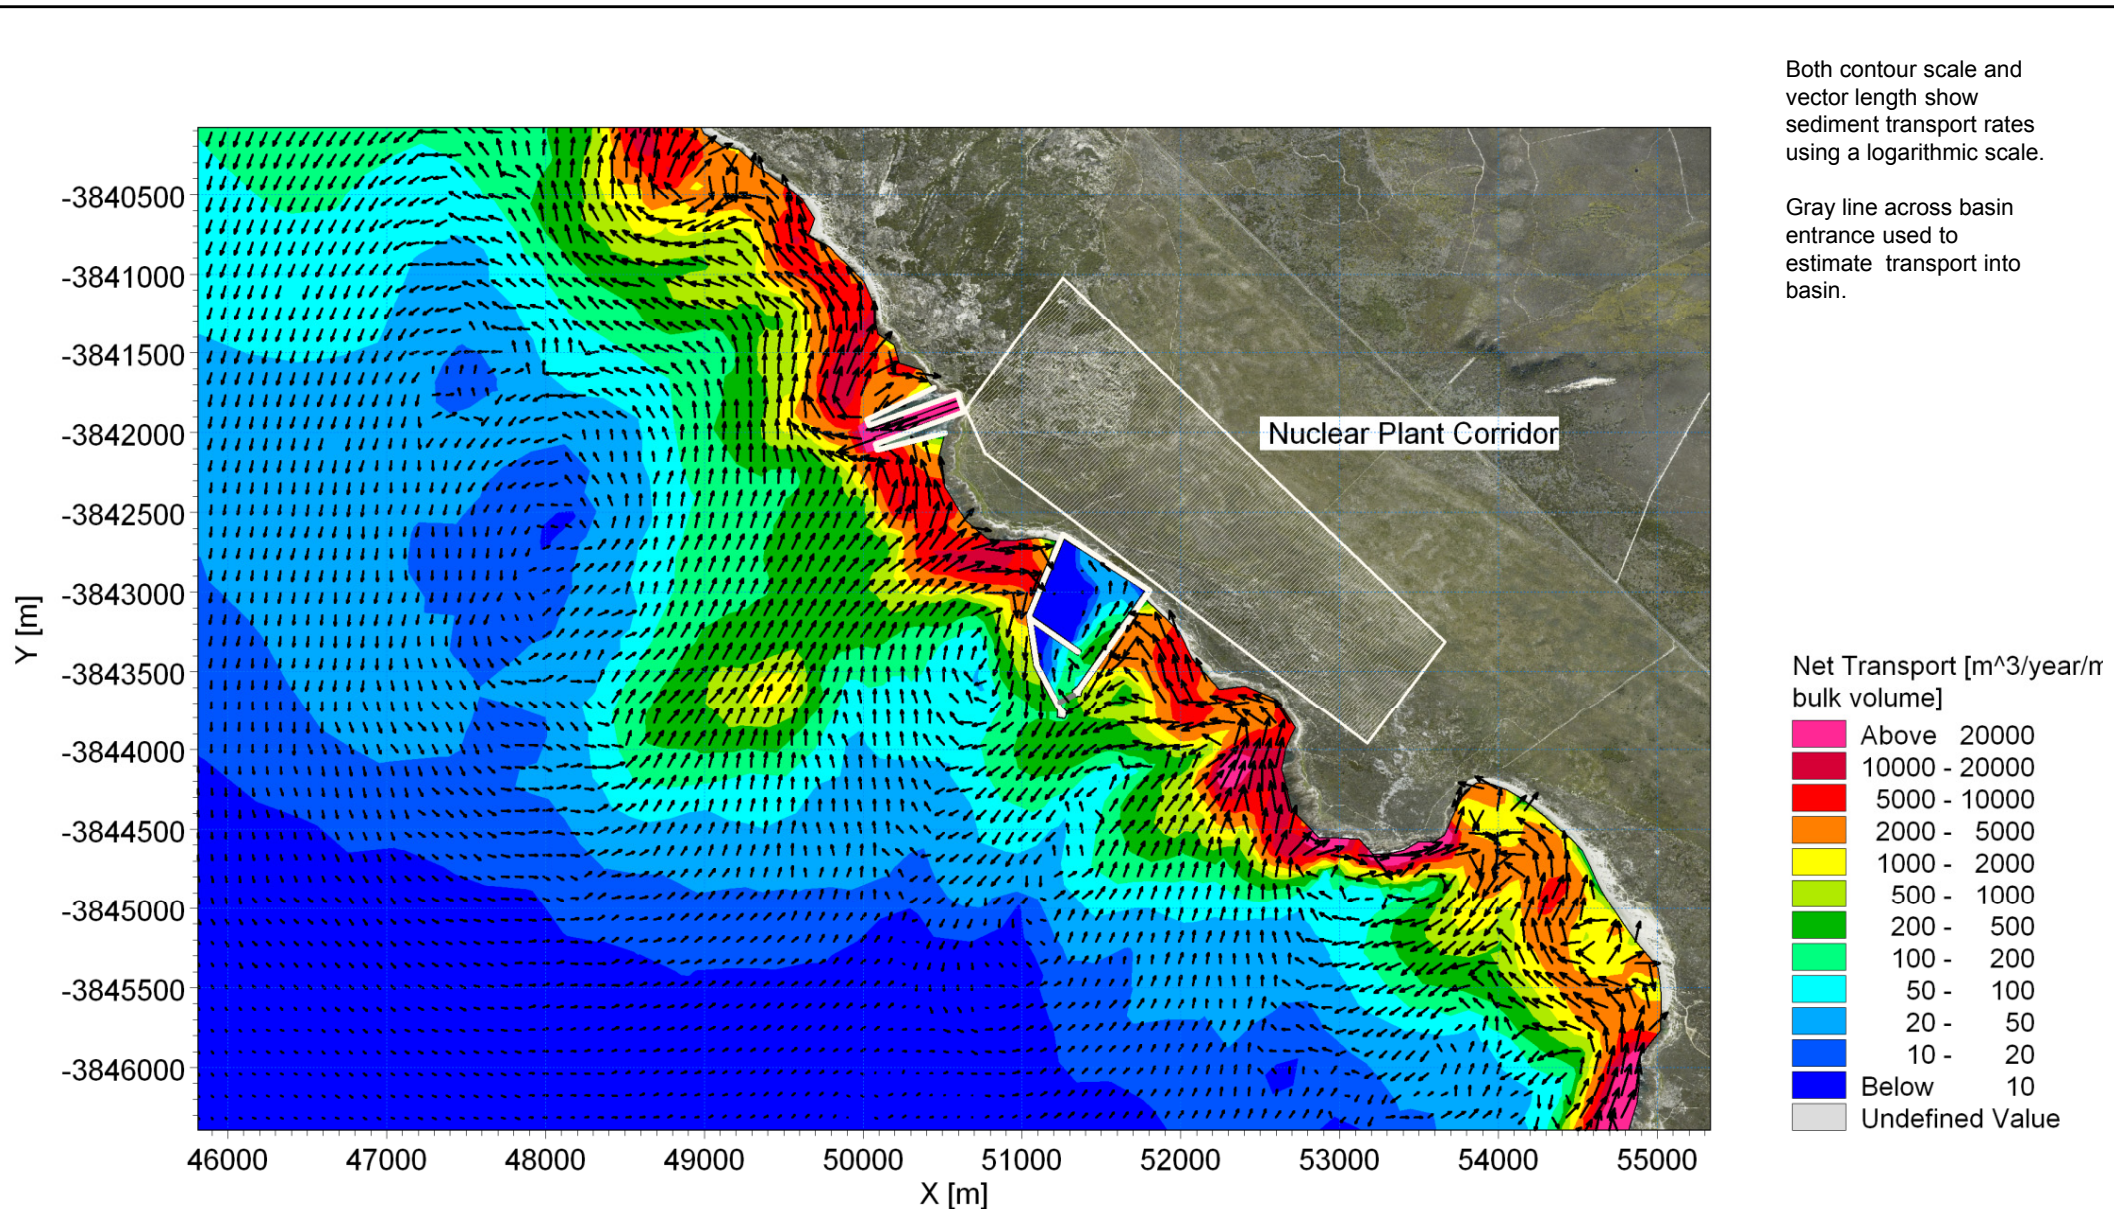 Both contour scale and
vector length show
sediment transport rates
using a logarithmic scale.
Gray line across basin
entrance used to
estimate transport into
basin.
-3840500
-3841000
-3841500
-3842000
-3842500
-3843000
-3843500
-3844000
-3844500
-3845000
-3845500
-3846000
Y [m]
Nuclear Plant Corridor
46000 47000 48000 49000 50000 51000 52000 53000 54000 55000
X [m]
Net Transport [m^3/year/m
bulk volume]
Above 20000
10000 - 20000
5000 - 10000
2000 - 5000
1000 - 2000
500 - 1000
200 - 500
100 - 200
50 - 100
20 - 50
10 - 20
Below 10
Undefined Value